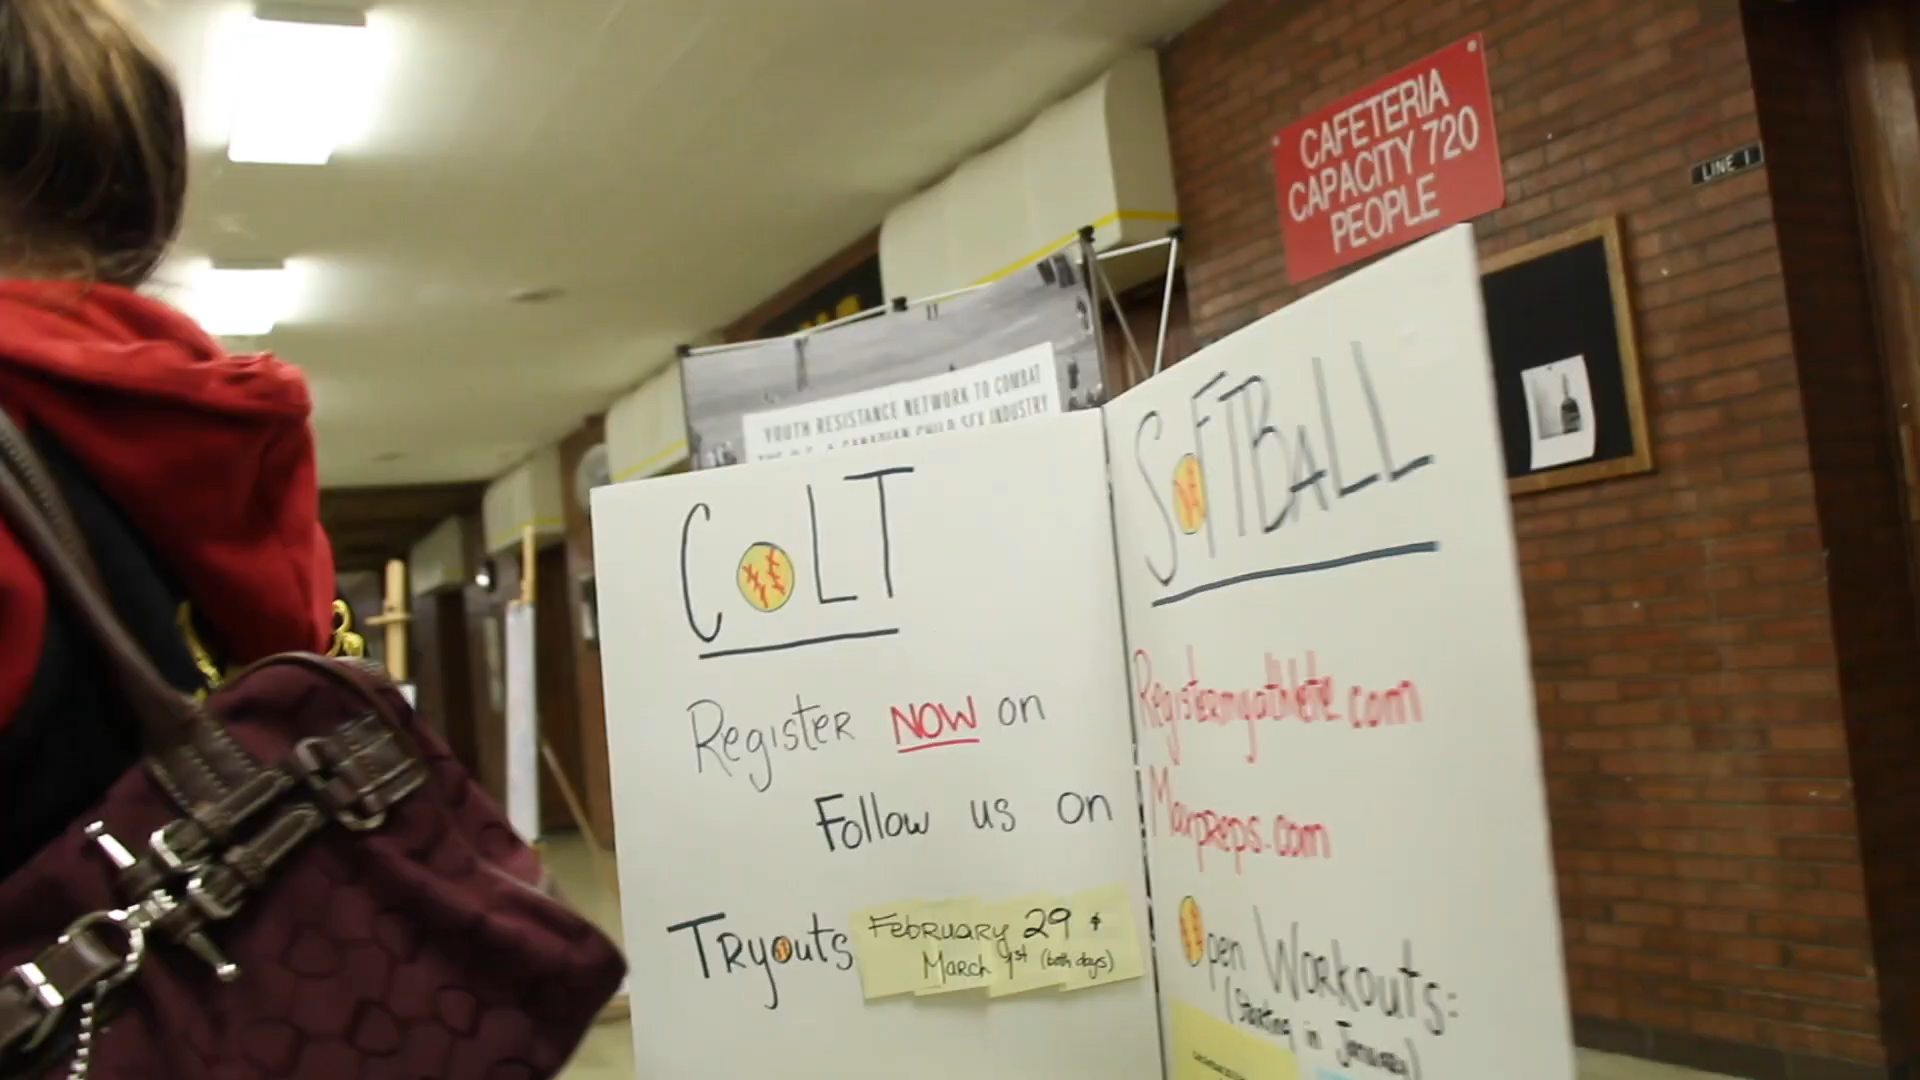 CAFETERIA
CAPACITY 720
PEOPLE
LINE 1
YOUTH RESISTANCE NETWORK TO COMBAT
CANADIAN CHILD SEX INDUSTRY
COLT
Register NOW on
Follow us on
Tryouts February 29 &
March 1st (both days)
SOFTBALL
Registermyathlete.com
Maxpreps.com
Open Workouts:
(Starting in January)